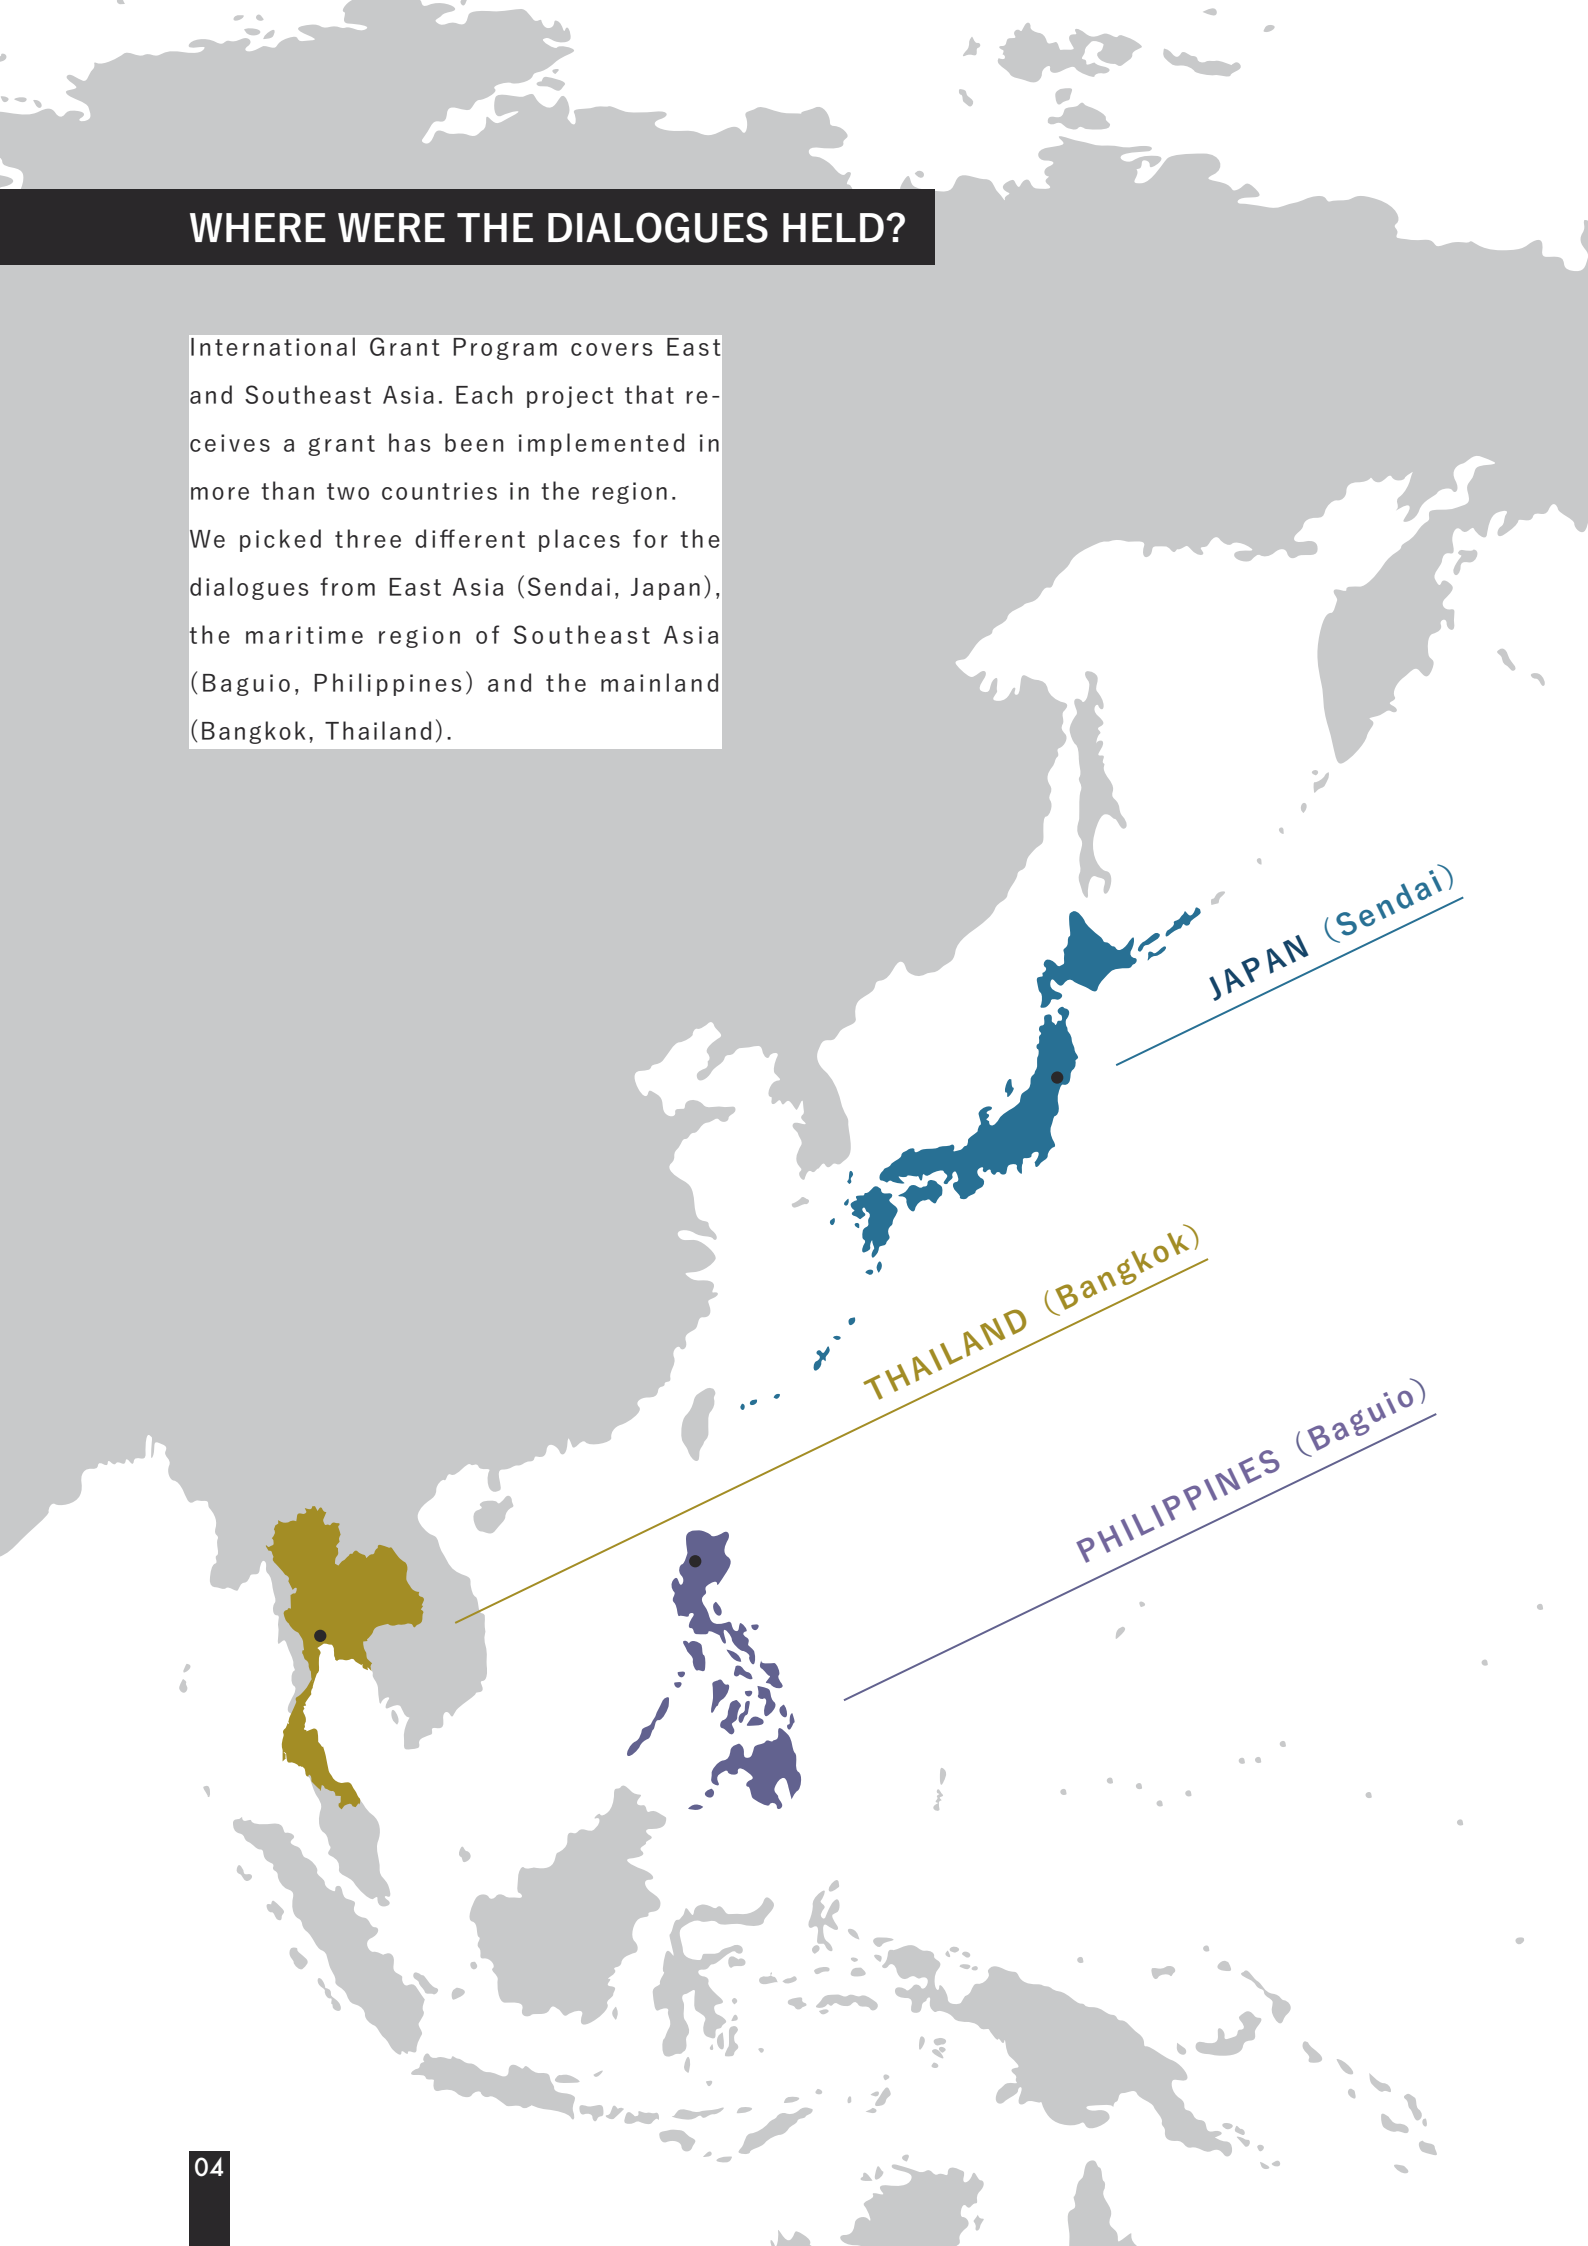 WHERE WERE THE DIALOGUES HELD?
International Grant Program covers East
and Southeast Asia. Each project that re-
ceives a grant has been implemented in
more than two countries in the region.
We picked three different places for the
dialogues from East Asia (Sendai, Japan),
the maritime region of Southeast Asia
(Baguio, Philippines) and the mainland
(Bangkok, Thailand).
JAPAN（Sendai）
THAILAND（Bangkok）
PHILIPPINES（Baguio）
04